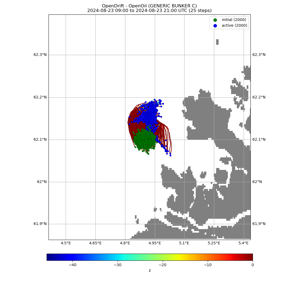 OpenDrift - OpenOil (GENERIC BUNKER C)
2024-08-23 09:00 to 2024-08-23 21:00 UTC (25 steps)
initial (2000)
active (2000)
62.3°N 62.3°N
62.2°N 62.2°N
62.1°N 62.1°N
62°N 62°N
61.9°N 61.9°N
4.5°E 4.65°E 4.8°E 4.95°E 5.1°E 5.25°E 5.4°E
−40 −30 −20 −10 0
z